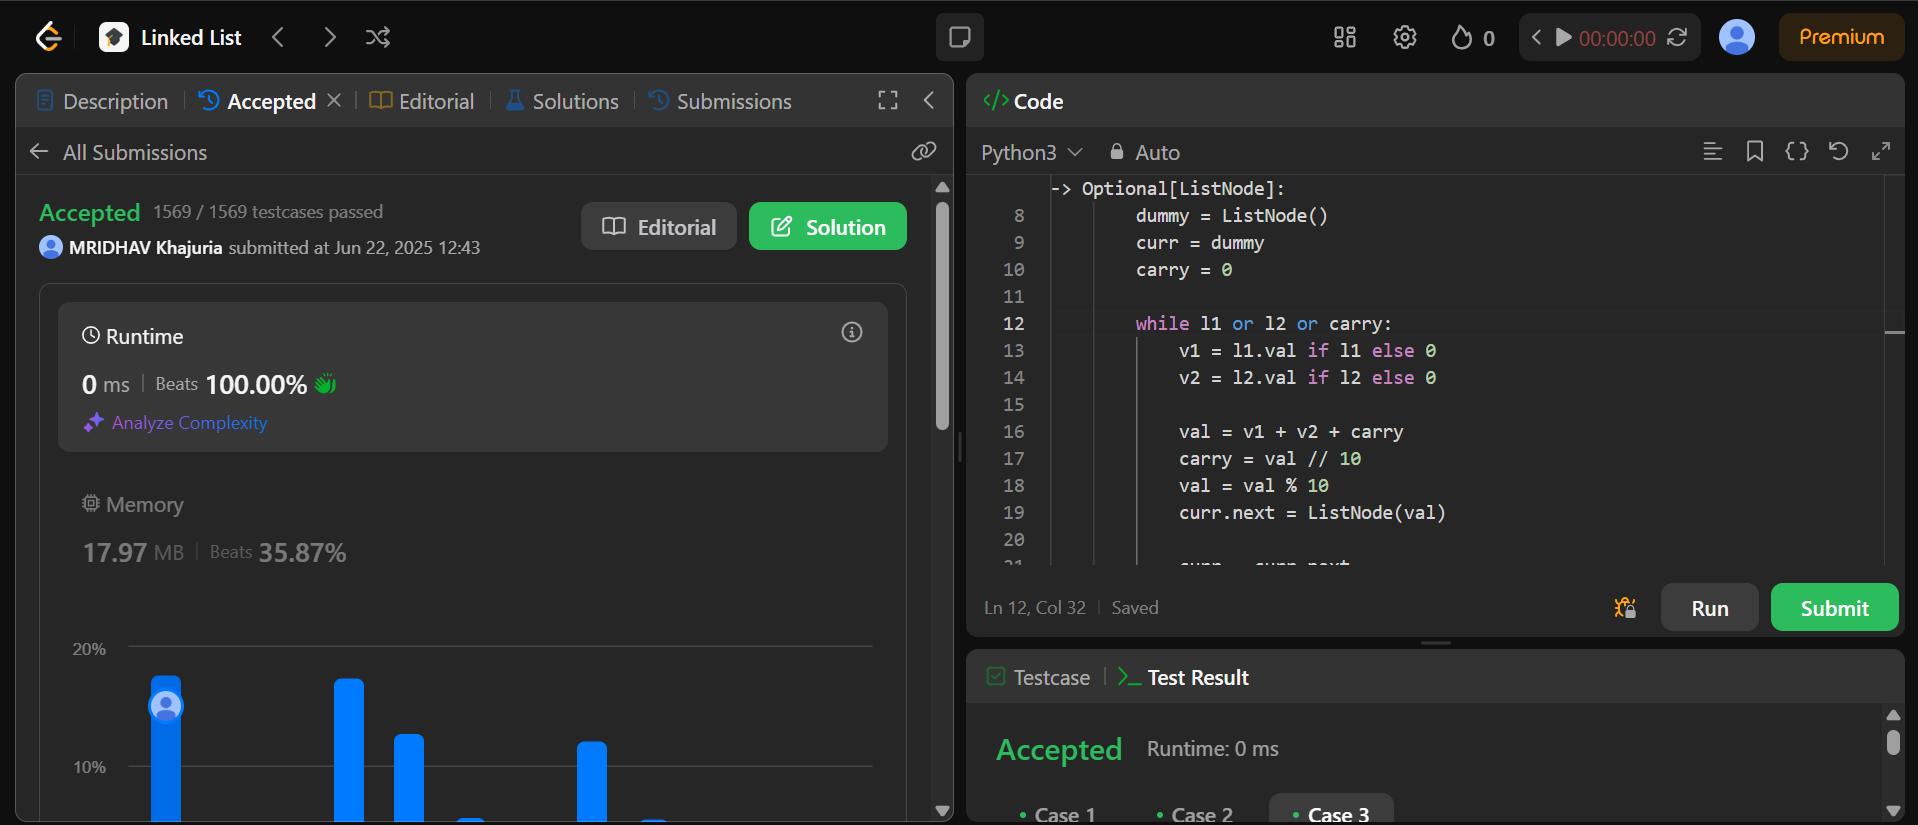 Linked List
0
00:00:00
Premium
Description
Accepted
Editorial
Solutions
Submissions
All Submissions
Accepted 1569 / 1569 testcases passed
MRIDHAV Khajuria submitted at Jun 22, 2025 12:43
Editorial
Solution
Runtime
0 ms Beats 100.00%
Analyze Complexity
Memory
17.97 MB Beats 35.87%
20%
10%
</> Code
Python3
Auto
-> Optional[ListNode]:
8 dummy = ListNode()
9 curr = dummy
10 carry = 0
11
12 while l1 or l2 or carry:
13 v1 = l1.val if l1 else 0
14 v2 = l2.val if l2 else 0
15
16 val = v1 + v2 + carry
17 carry = val // 10
18 val = val % 10
19 curr.next = ListNode(val)
20
21 curr = curr.next
Ln 12, Col 32 Saved
Run
Submit
Testcase
Test Result
Accepted Runtime: 0 ms
Case 1
Case 2
Case 3